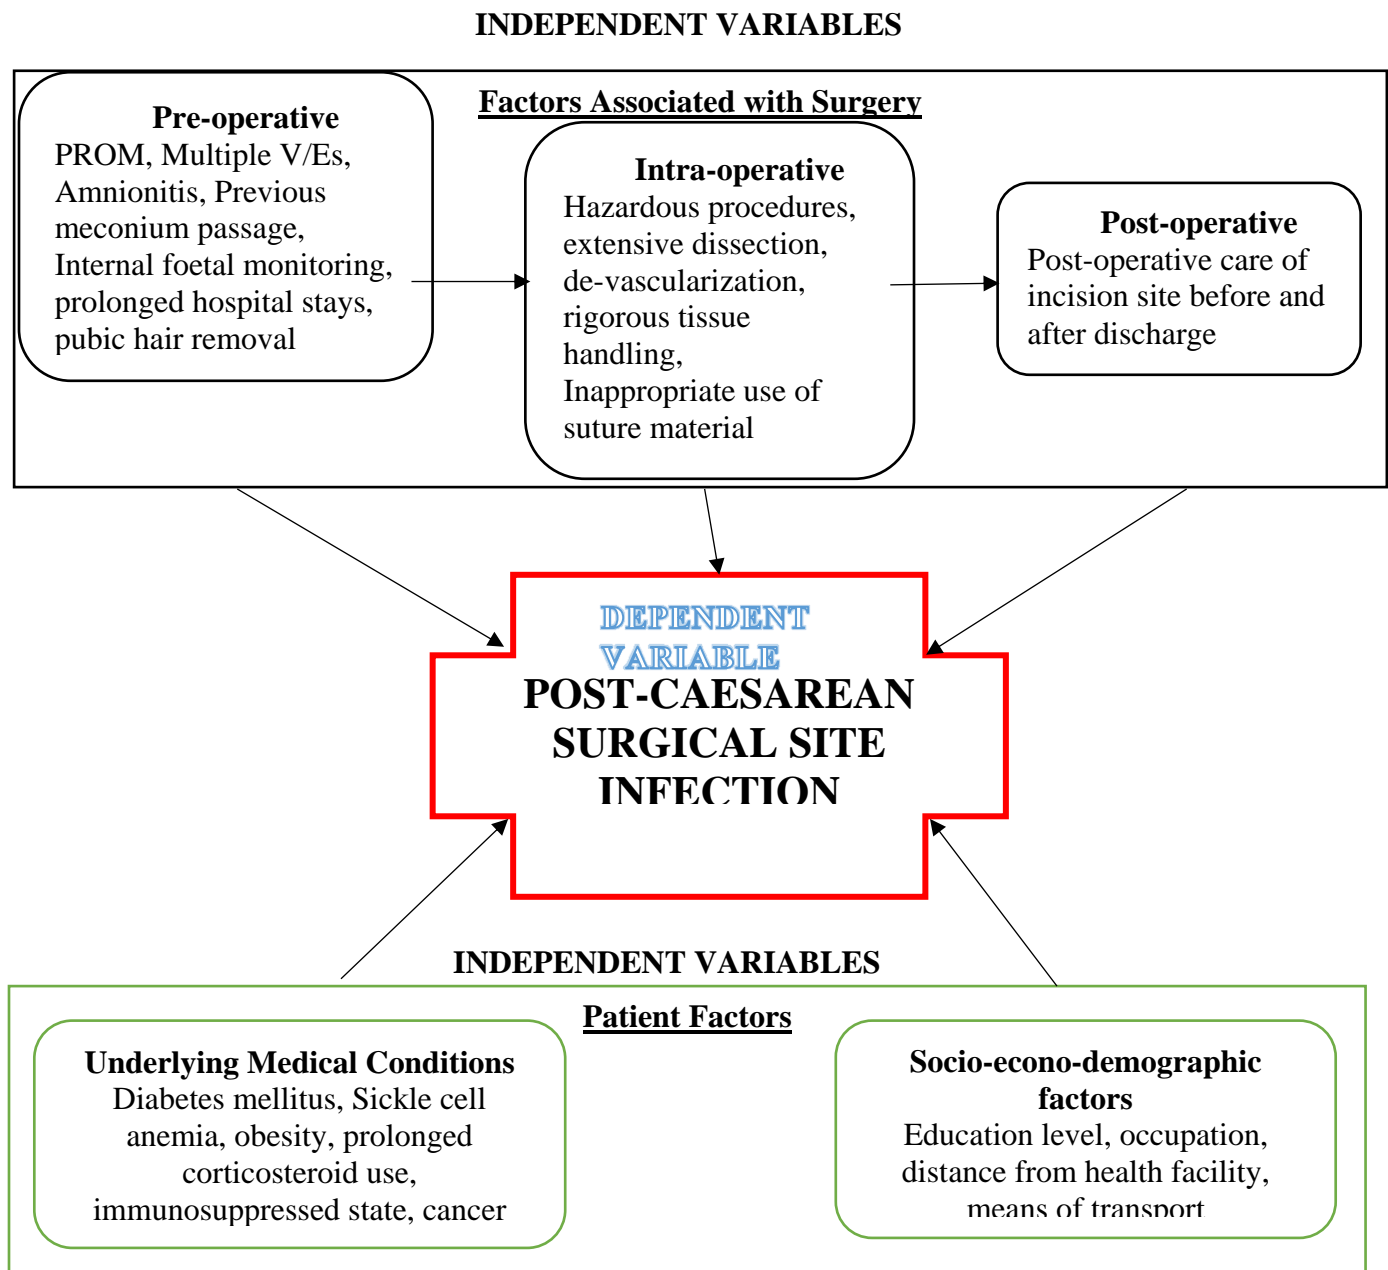 INDEPENDENT VARIABLES
Factors Associated with Surgery
Pre-operative
PROM, Multiple V/Es,
Amnionitis, Previous
meconium passage,
Internal foetal monitoring,
prolonged hospital stays,
pubic hair removal
Intra-operative
Hazardous procedures,
extensive dissection,
de-vascularization,
rigorous tissue
handling,
Inappropriate use of
suture material
Post-operative
Post-operative care of
incision site before and
after discharge
DEPENDENT
VARIABLE
POST-CAESAREAN
SURGICAL SITE
INFECTION
INDEPENDENT VARIABLES
Patient Factors
Underlying Medical Conditions
Diabetes mellitus, Sickle cell
anemia, obesity, prolonged
corticosteroid use,
immunosuppressed state, cancer
Socio-econo-demographic
factors
Education level, occupation,
distance from health facility,
means of transport